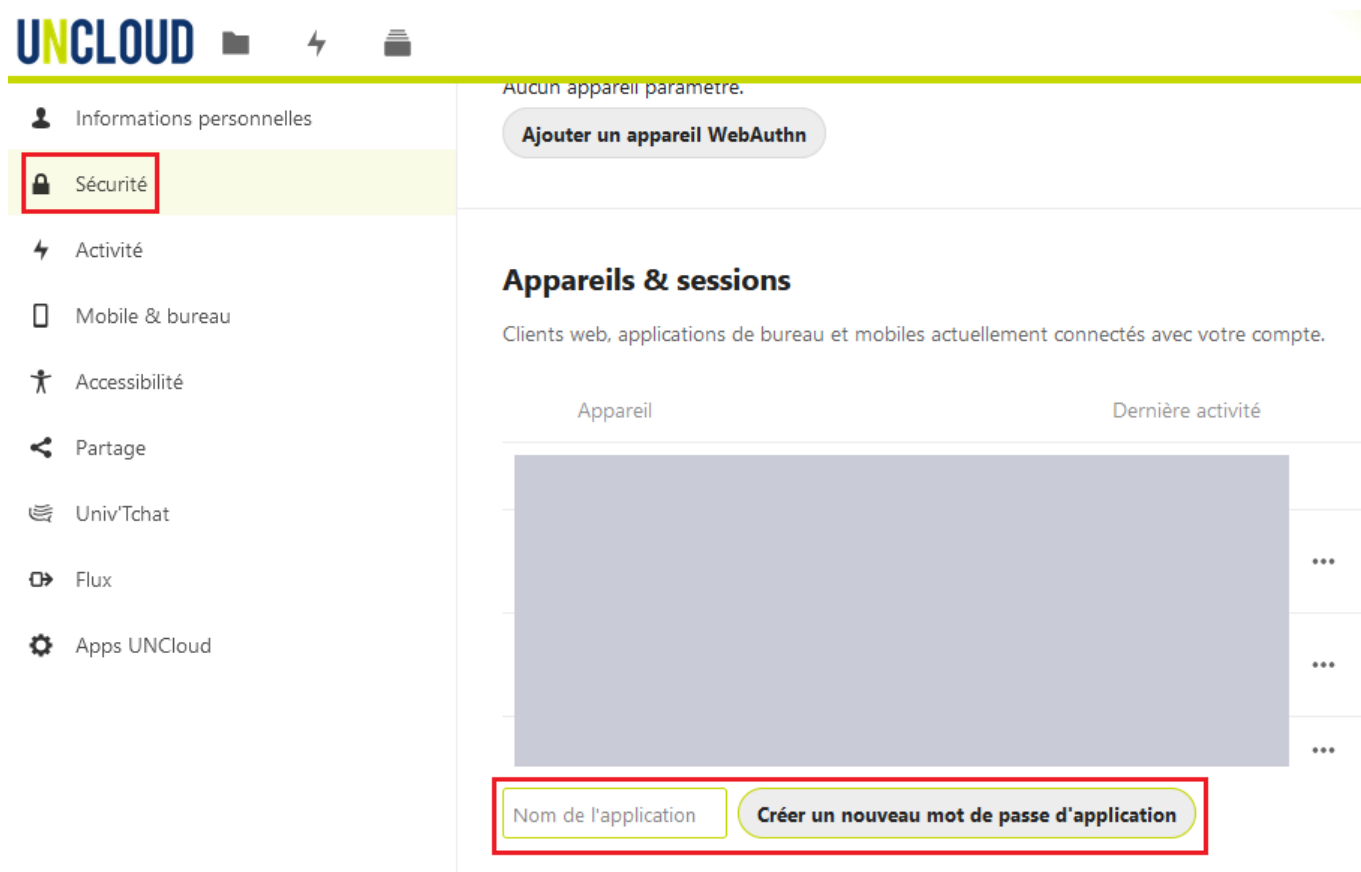 UNCLOUD
Informations personnelles
Sécurité
Activité
Mobile & bureau
Accessibilité
Partage
Univ'Tchat
Flux
Apps UNCloud
Aucun appareil paramétré.
Ajouter un appareil WebAuthn
Appareils & sessions
Clients web, applications de bureau et mobiles actuellement connectés avec votre compte.
Appareil Dernière activité
Nom de l'application Créer un nouveau mot de passe d'application